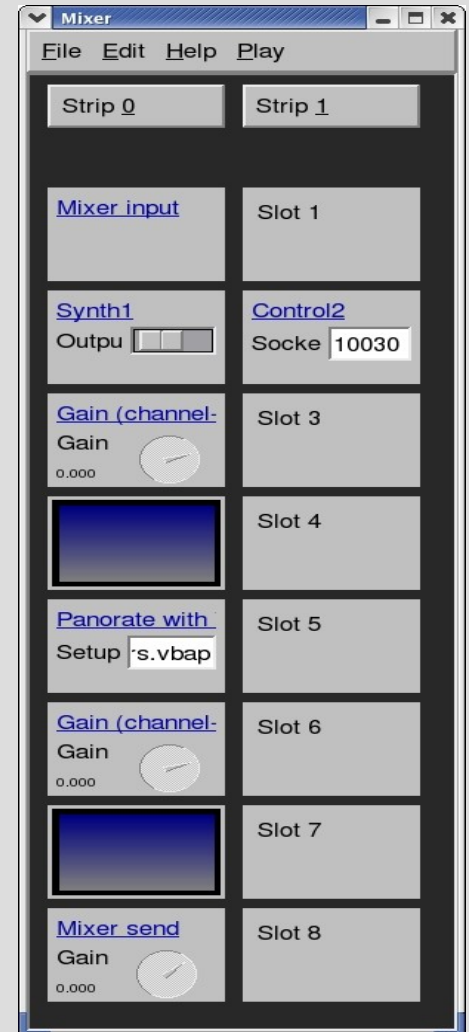 Mixer
File Edit Help Play
Strip 0 Strip 1
Mixer input
Slot 1
Synth1
Outpu
Control2
Socke 10030
Gain (channel-
Gain
0.000
Slot 3
Slot 4
Panorate with
Setup rs.vbap
Slot 5
Gain (channel-
Gain
0.000
Slot 6
Slot 7
Mixer send
Gain
0.000
Slot 8